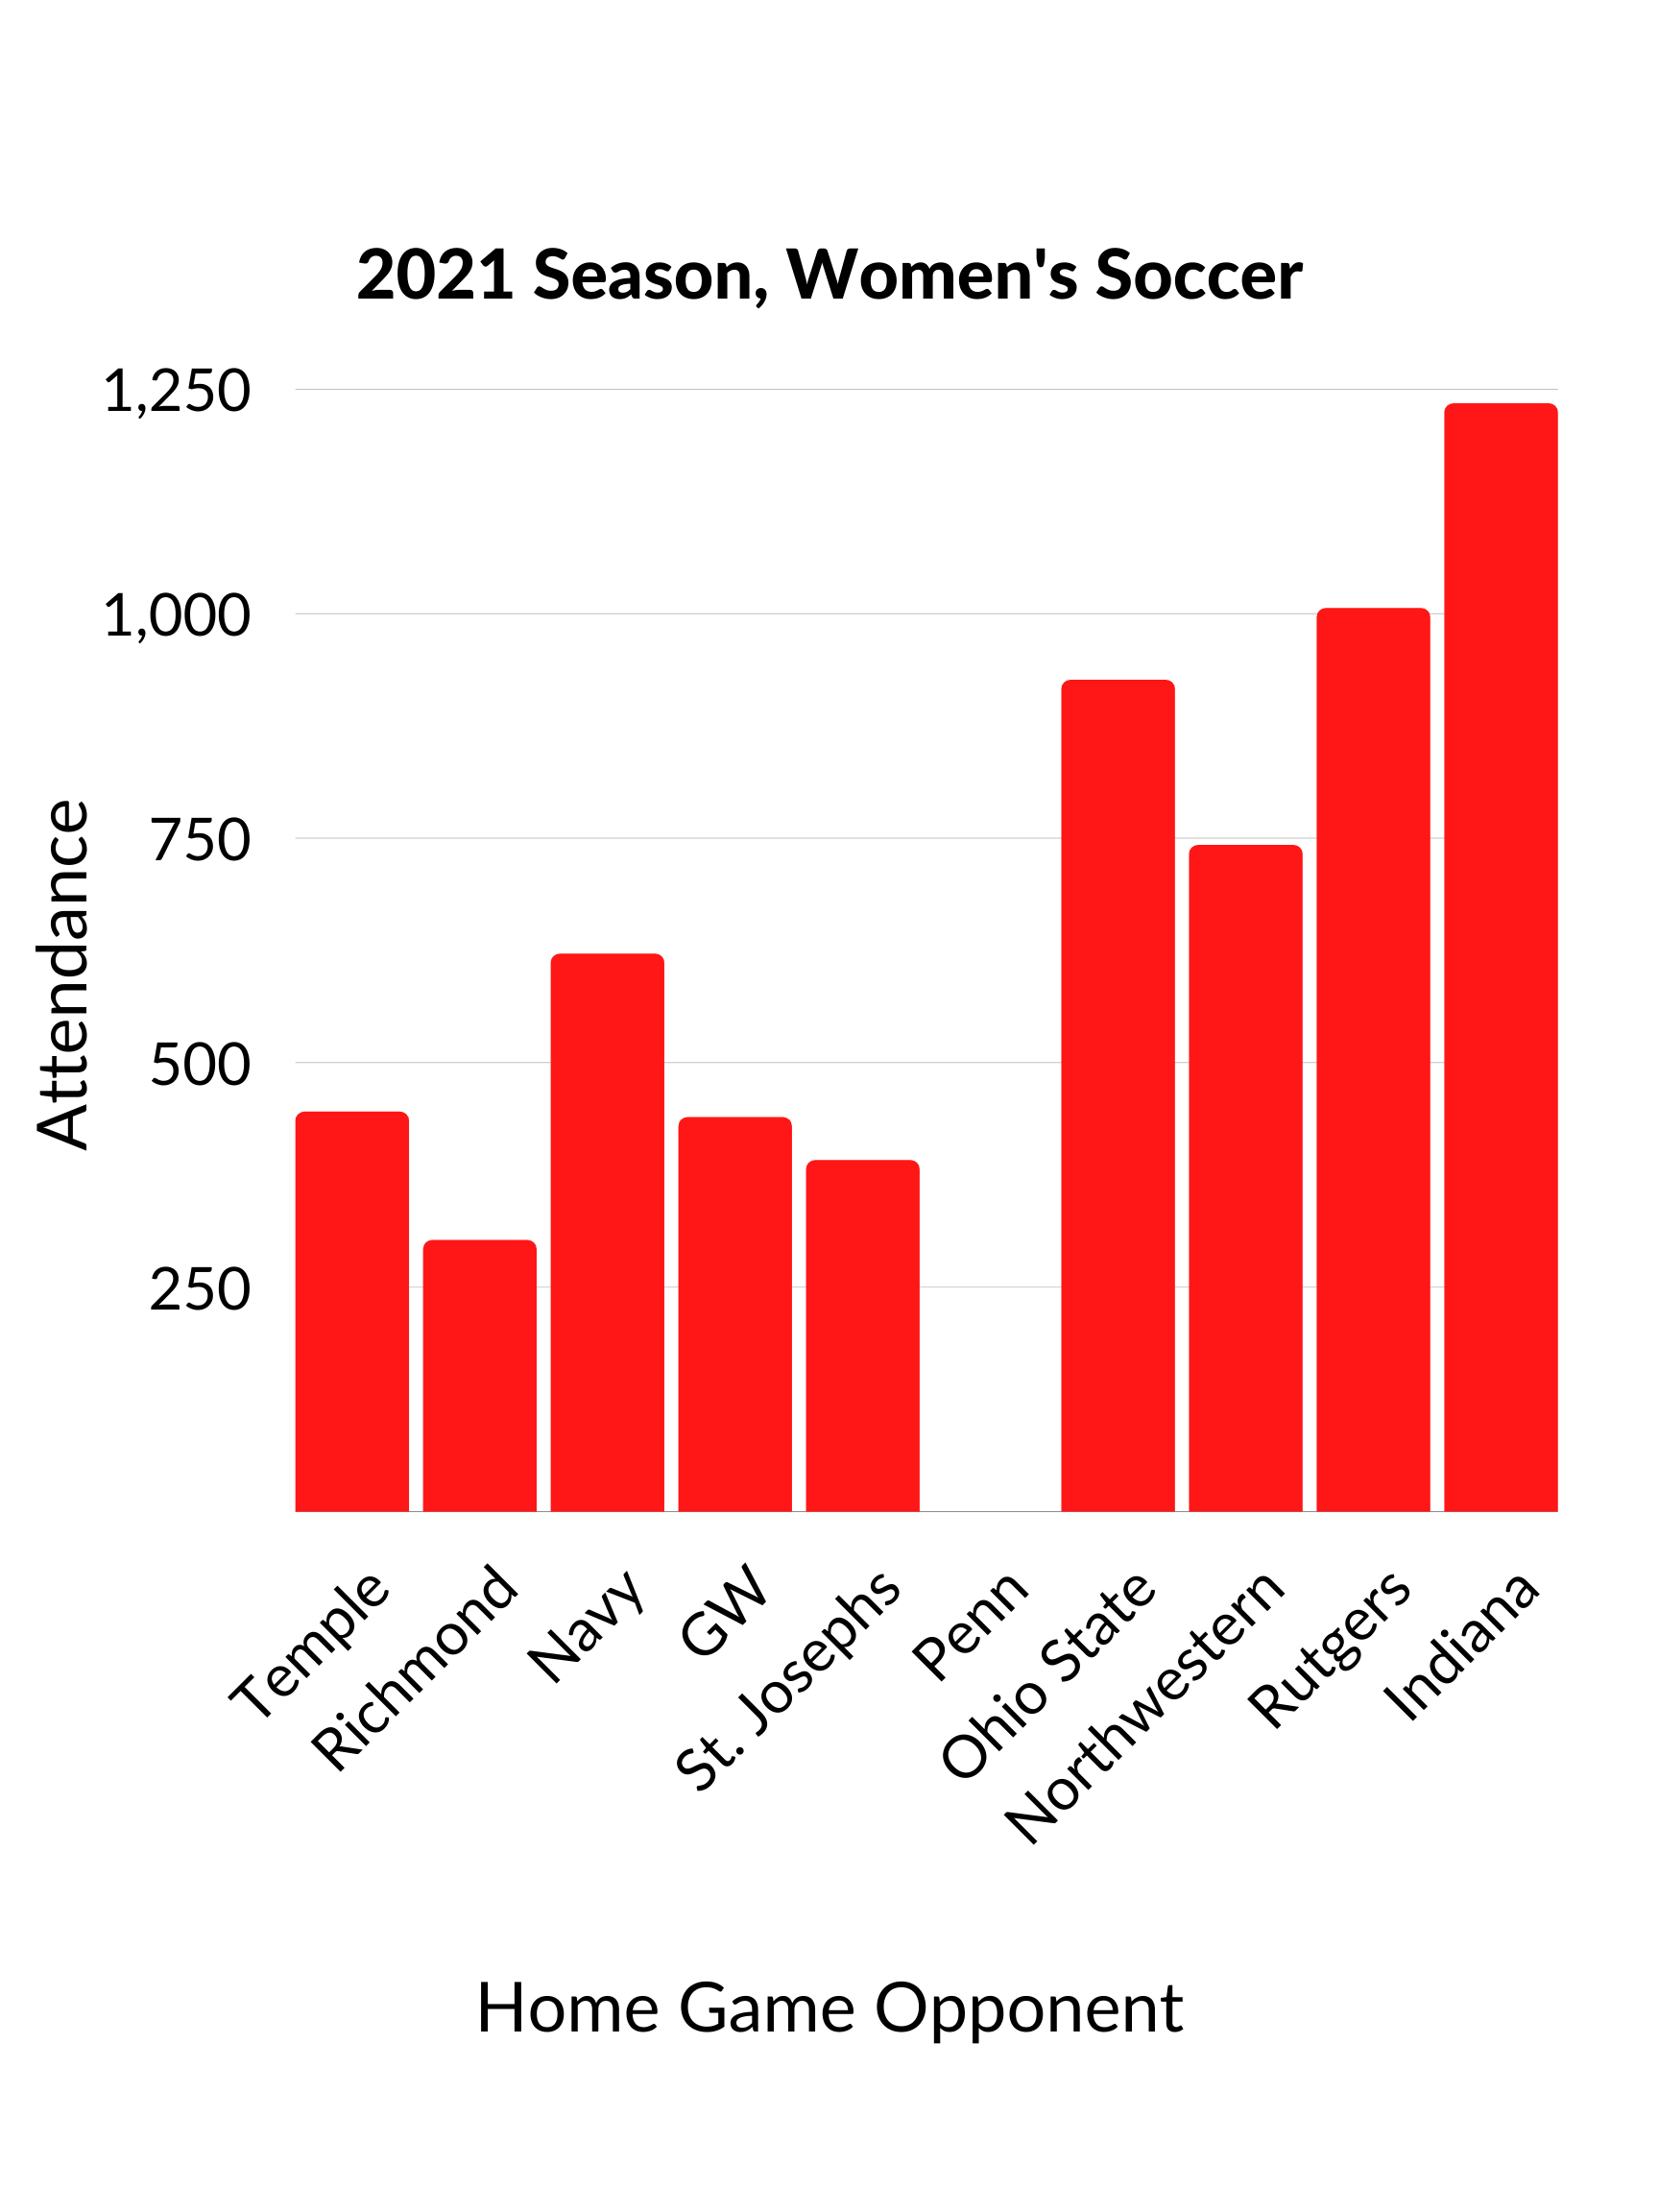 2021 Season, Women's Soccer
1,250
1,000
750
500
250
Attendance
Temple
Richmond
Navy
GW
St. Josephs
Penn
Ohio State
Northwestern
Rutgers
Indiana
Home Game Opponent